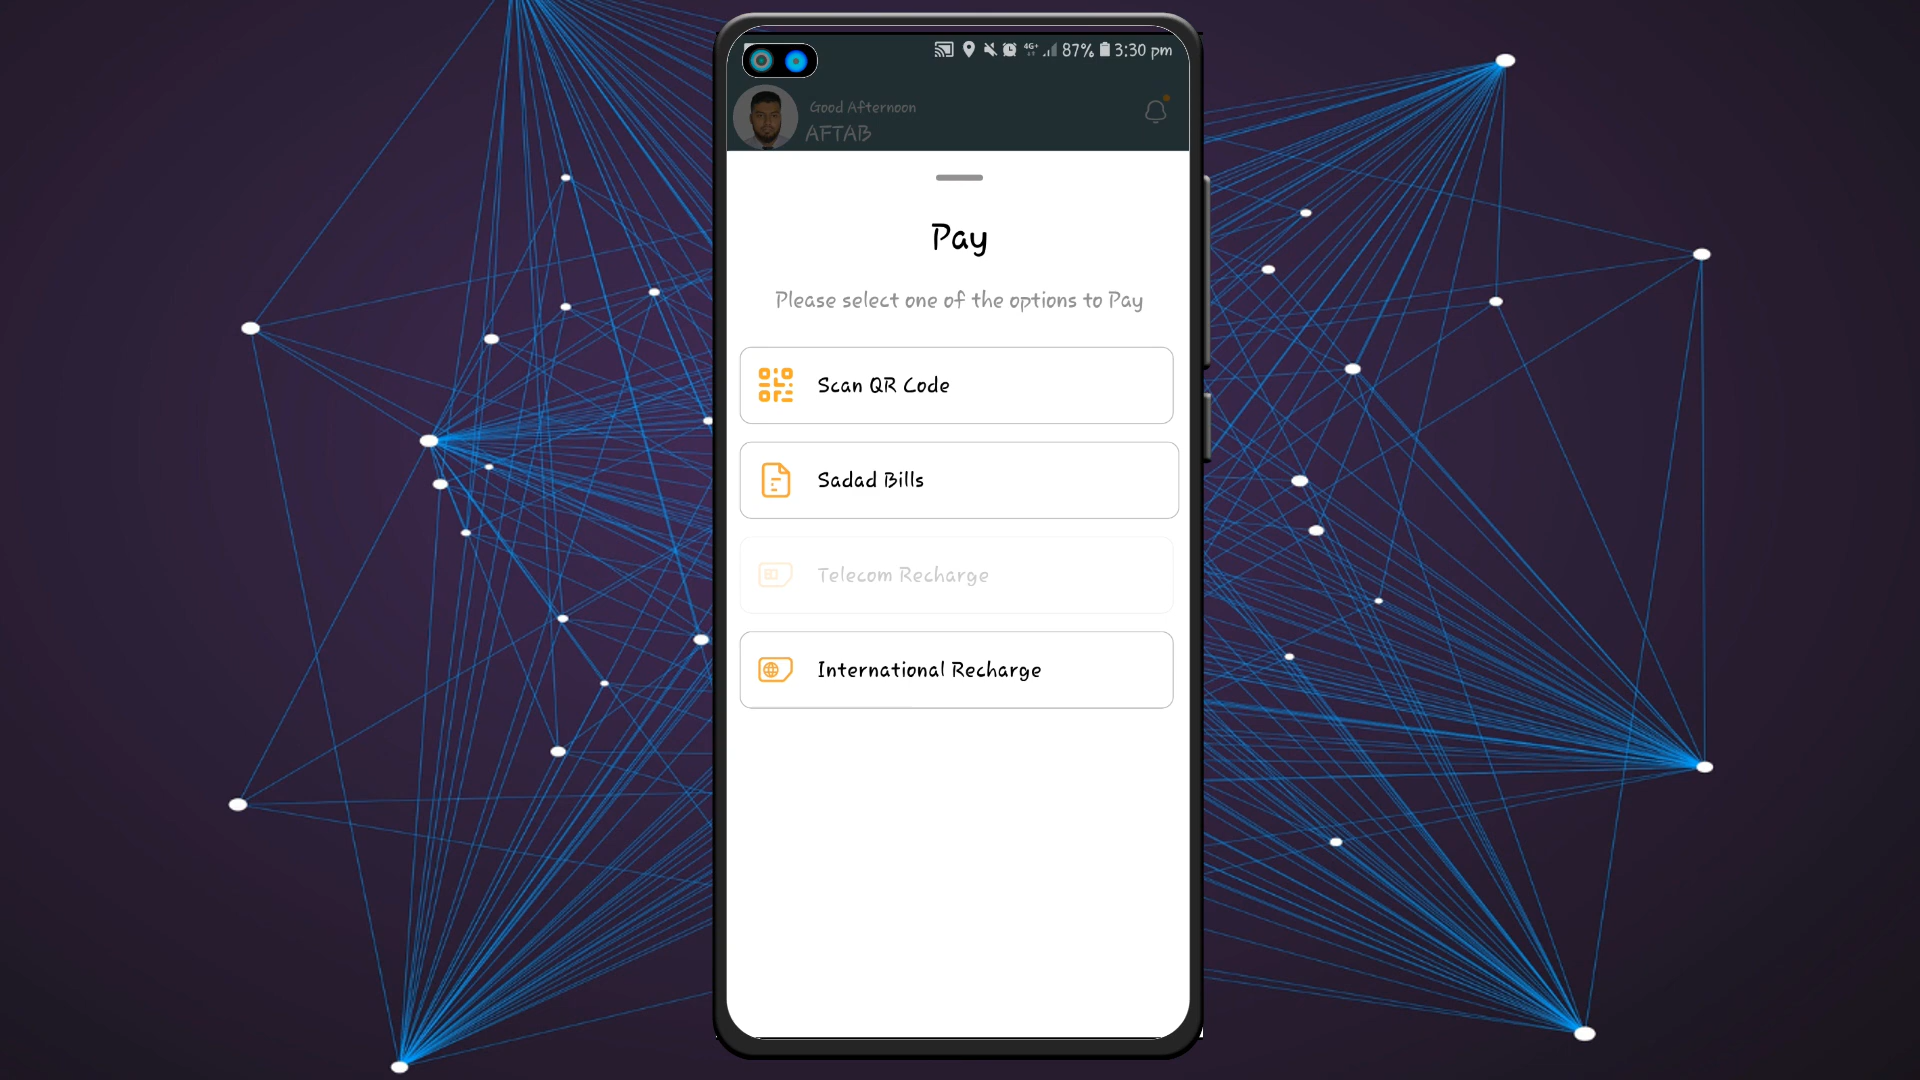 4G+ 87% 3:30 pm
Good Afternoon
AFTAB
Pay
Please select one of the options to Pay
Scan QR Code
Sadad Bills
Telecom Recharge
International Recharge